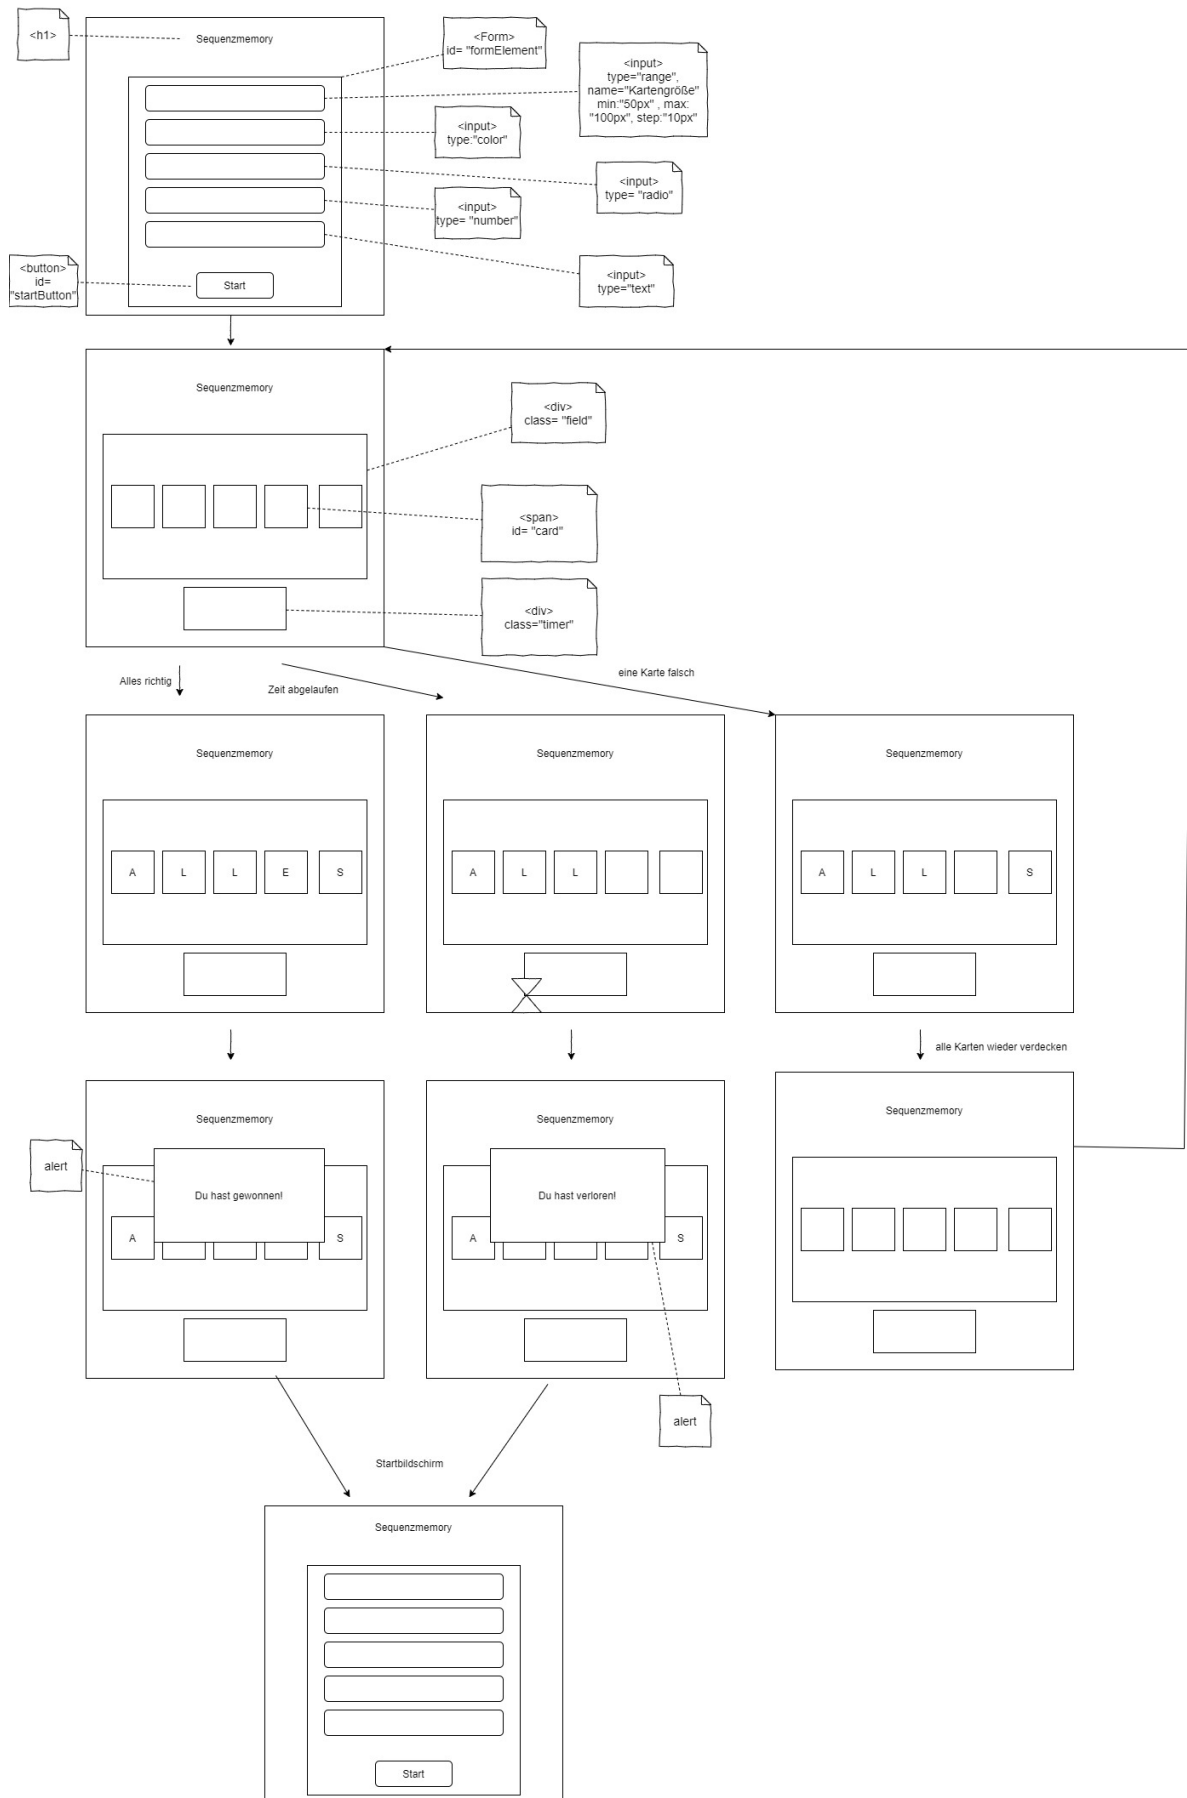 <h1>
Sequenzmemory
<Form>
id= "formElement"
<input>
type="range",
name="Kartengröße"
min:"50px" , max:
"100px", step:"10px"
<input>
type:"color"
<input>
type= "radio"
<input>
type= "number"
<input>
type="text"
<button>
id=
"startButton"
Start
Sequenzmemory
<div>
class= "field"
<span>
id= "card"
<div>
class="timer"
Alles richtig
Zeit abgelaufen
eine Karte falsch
Sequenzmemory
Sequenzmemory
Sequenzmemory
A L L E S
A L L
A L L S
alle Karten wieder verdecken
Sequenzmemory
Sequenzmemory
Sequenzmemory
alert
Du hast gewonnen!
Du hast verloren!
A S
A S
alert
Startbildschirm
Sequenzmemory
Start